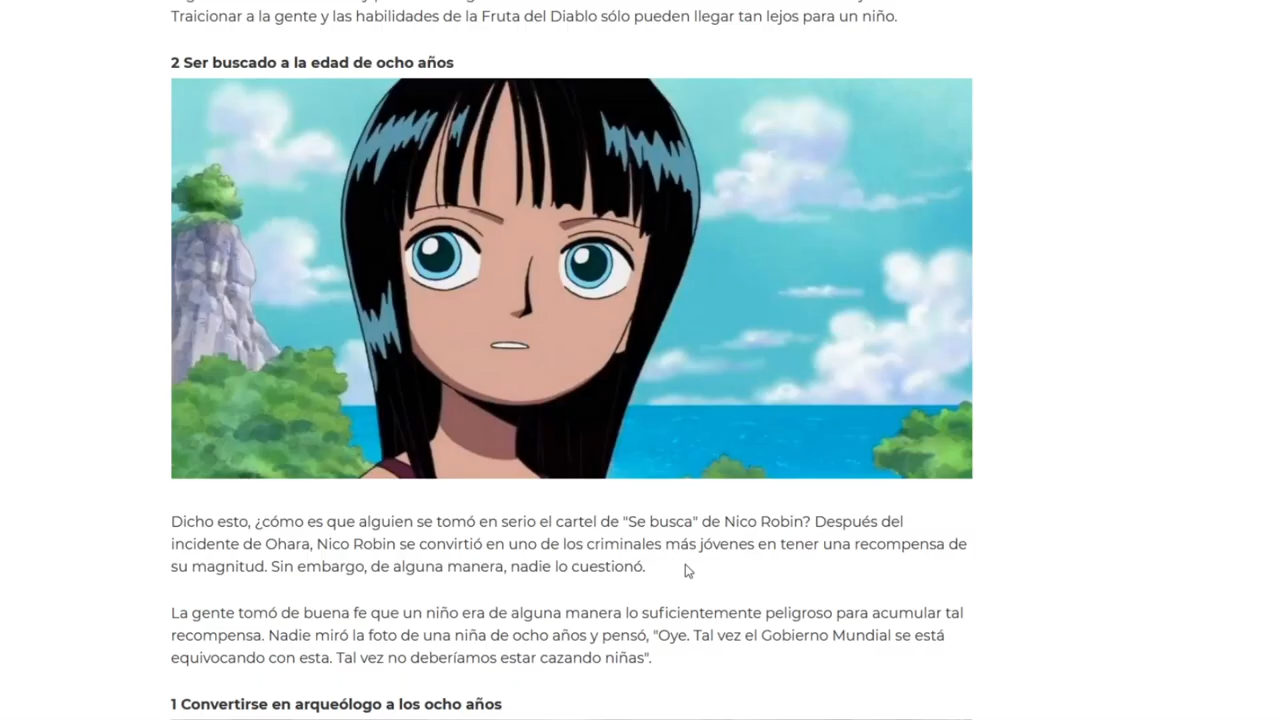 Traicionar a la gente y las habilidades de la Fruta del Diablo sólo pueden llegar tan lejos para un niño.
2 Ser buscado a la edad de ocho años
Dicho esto, ¿cómo es que alguien se tomó en serio el cartel de "Se busca" de Nico Robin? Después del
incidente de Ohara, Nico Robin se convirtió en uno de los criminales más jóvenes en tener una recompensa de
su magnitud. Sin embargo, de alguna manera, nadie lo cuestionó.
La gente tomó de buena fe que un niño era de alguna manera lo suficientemente peligroso para acumular tal
recompensa. Nadie miró la foto de una niña de ocho años y pensó, "Oye. Tal vez el Gobierno Mundial se está
equivocando con esta. Tal vez no deberíamos estar cazando niñas".
1 Convertirse en arqueólogo a los ocho años